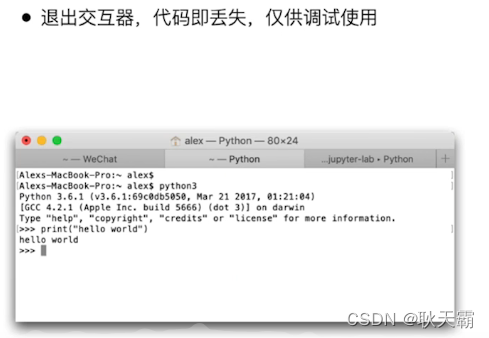 退出交互器，代码即丢失，仅供调试使用
alex — Python — 80×24
~ — WeChat
~ — Python
...jupyter-lab • Python
Alexs-MacBook-Pro:~ alex$
Alexs-MacBook-Pro:~ alex$ python3
Python 3.6.1 (v3.6.1:69c0db5050, Mar 21 2017, 01:21:04)
[GCC 4.2.1 (Apple Inc. build 5666) (dot 3)] on darwin
Type "help", "copyright", "credits" or "license" for more information.
>>> print("hello world")
hello world
>>>
CSDN @耿天霸